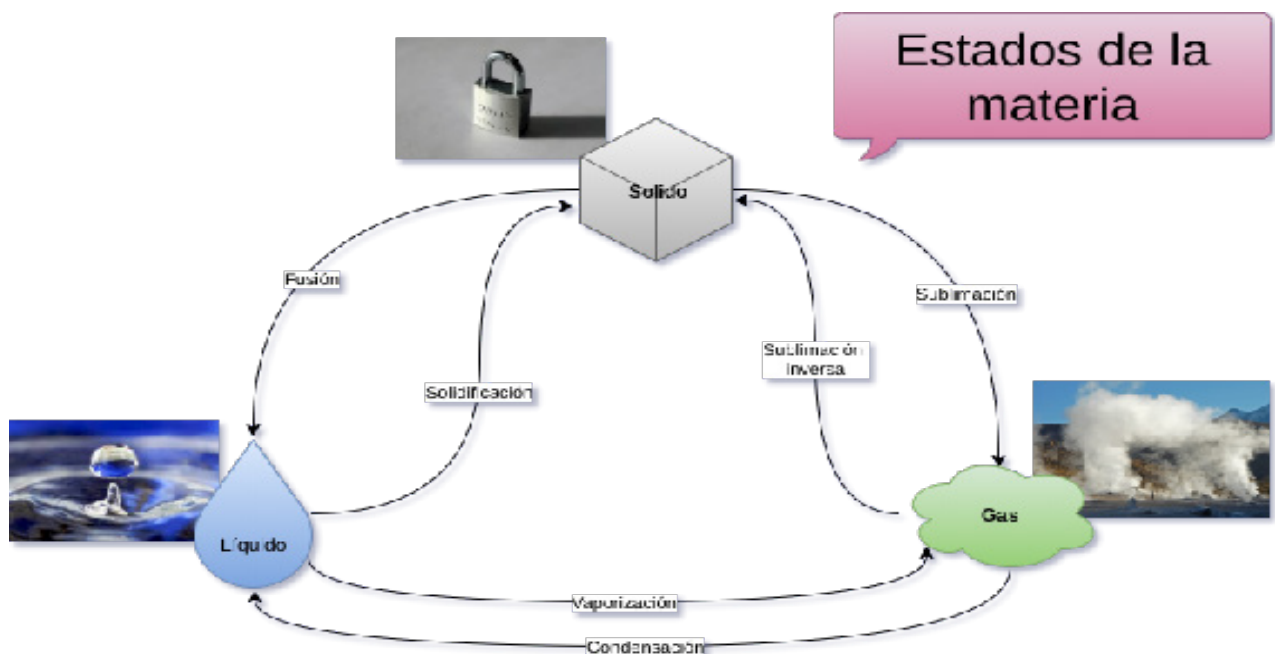 Estados de la
materia
Solido
Fusión
Sublimación
Sublimación
inversa
Solidificación
Gas
Líquido
Vaporización
Condensación